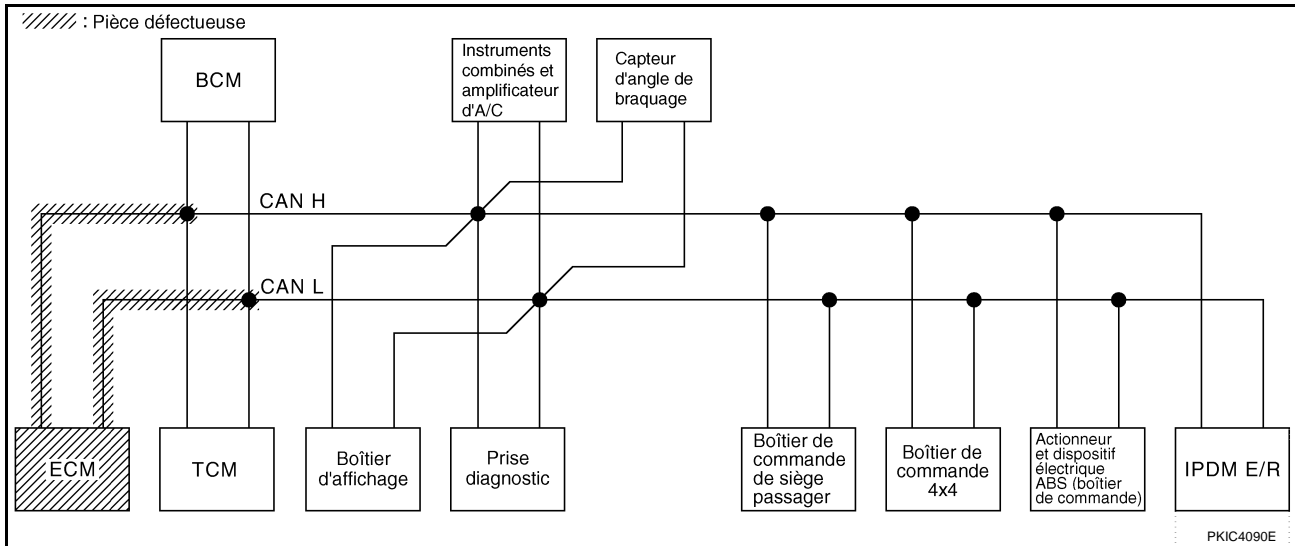 : Pièce défectueuse
BCM
Instruments
combinés et
amplificateur
d'A/C
Capteur
d'angle de
braquage
CAN H
CAN L
ECM
TCM
Boîtier
d'affichage
Prise
diagnostic
Boîtier de
commande
de siège
passager
Boîtier de
commande
4x4
Actionneur
et dispositif
électrique
ABS (boîtier
de commande)
IPDM E/R
PKIC4090E